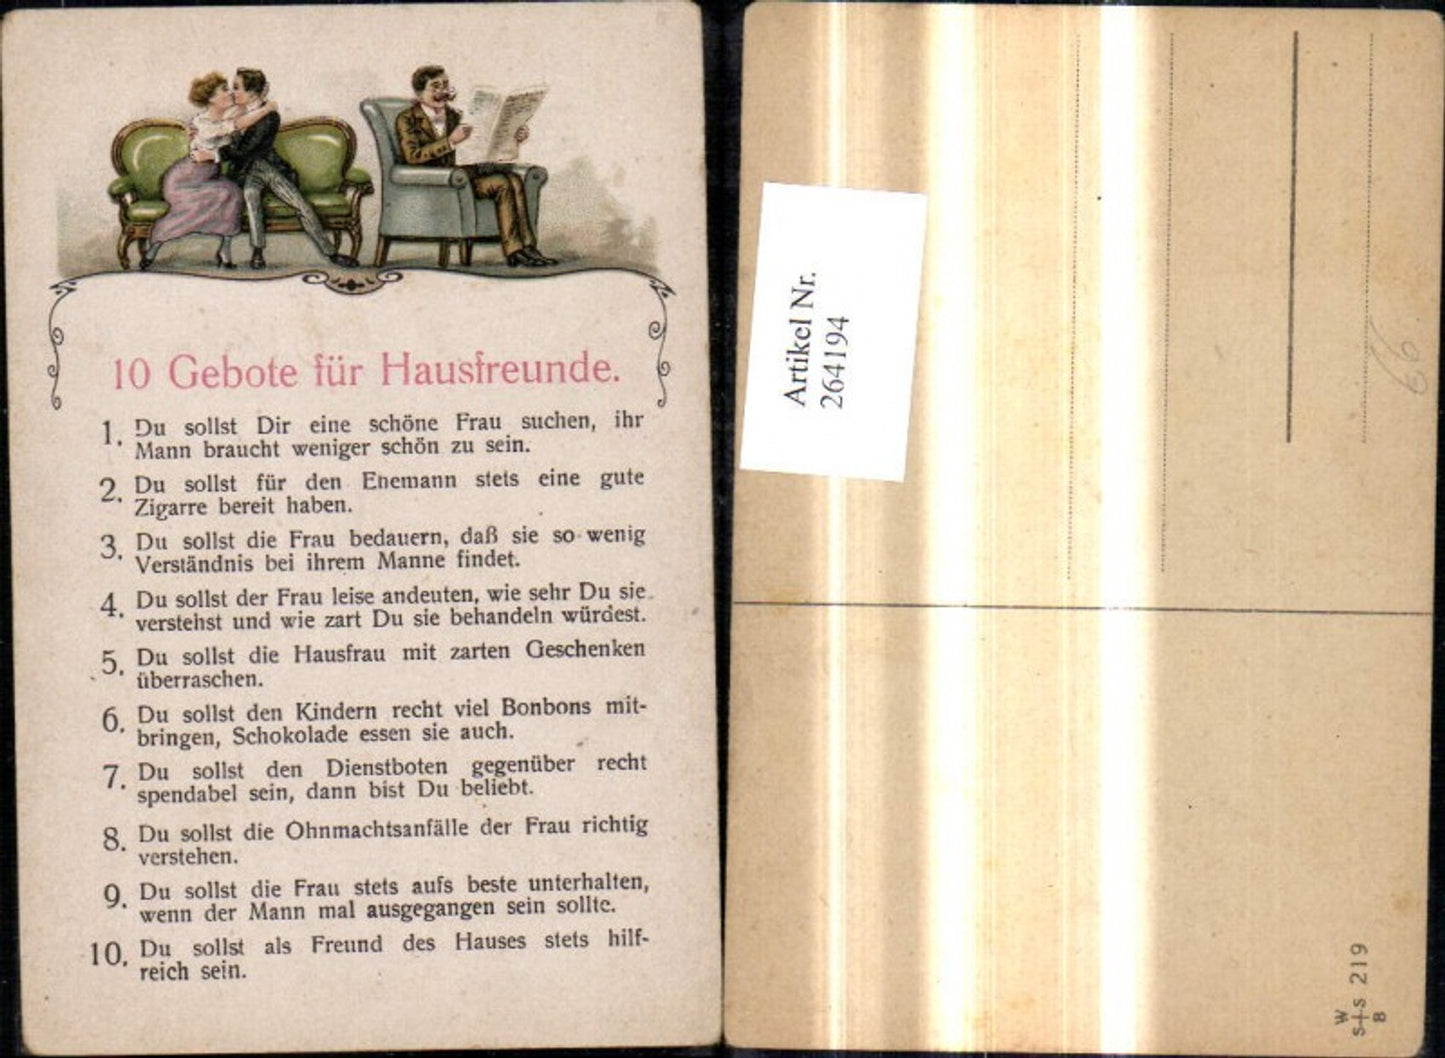 10 Gebote für Hausfreunde.
1. Du sollst Dir eine schöne Frau suchen, ihr
Mann braucht weniger schön zu sein.
2. Du sollst für den Ehemann stets eine gute
Zigarre bereit haben.
3. Du sollst die Frau bedauern, daß sie so wenig
Verständnis bei ihrem Manne findet.
4. Du sollst der Frau leise andeuten, wie sehr Du sie
verstehst und wie zart Du sie behandeln würdest.
5. Du sollst die Hausfrau mit zarten Geschenken
überraschen.
6. Du sollst den Kindern recht viel Bonbons mit-
bringen, Schokolade essen sie auch.
7. Du sollst den Dienstboten gegenüber recht
spendabel sein, dann bist Du beliebt.
8. Du sollst die Ohnmachtsanfälle der Frau richtig
verstehen.
9. Du sollst die Frau stets aufs beste unterhalten,
wenn der Mann mal ausgegangen sein sollte.
10. Du sollst als Freund des Hauses stets hilf-
reich sein.
Artikel Nr.
264194
66
W
S+S 219
B